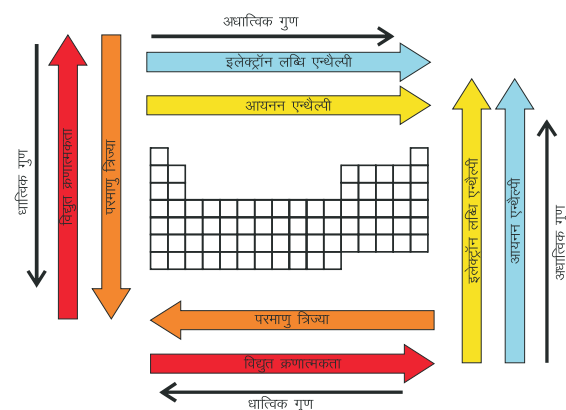 अधात्विक गुण
इलेक्ट्रॉन लब्धि एन्थैल्पी
आयनन एन्थैल्पी
धात्विक गुण
विद्युत ऋणात्मकता
परमाणु त्रिज्या
इलेक्ट्रॉन लब्धि एन्थैल्पी
आयनन एन्थैल्पी
अधात्विक गुण
परमाणु त्रिज्या
विद्युत ऋणात्मकता
धात्विक गुण